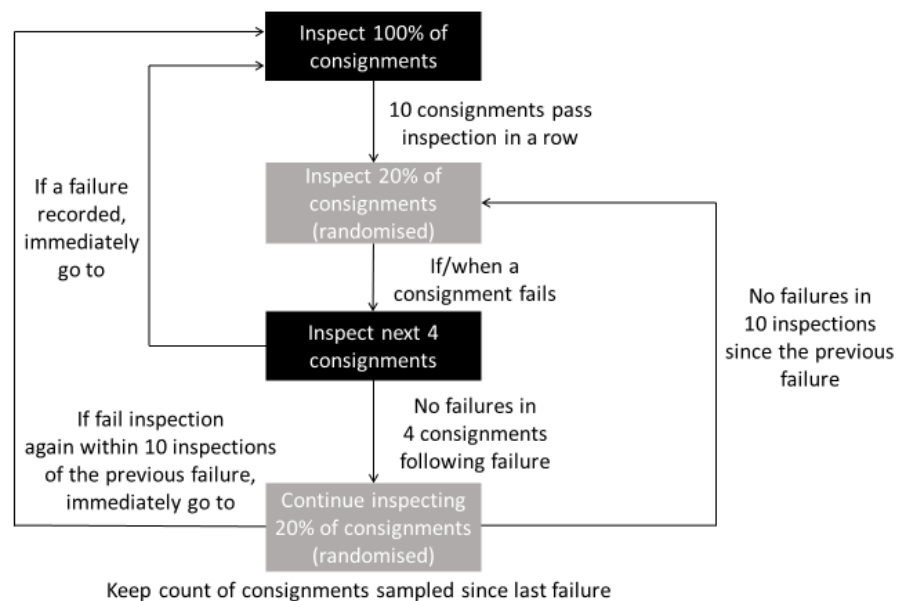 Inspect 100% of
consignments
10 consignments pass
inspection in a row
If a failure
recorded,
immediately
go to
Inspect 20% of
consignments
(randomised)
If/when a
consignment fails
No failures in
10 inspections
since the previous
failure
Inspect next 4
consignments
If fail inspection
again within 10 inspections
of the previous failure,
immediately go to
No failures in
4 consignments
following failure
Continue inspecting
20% of consignments
(randomised)
Keep count of consignments sampled since last failure